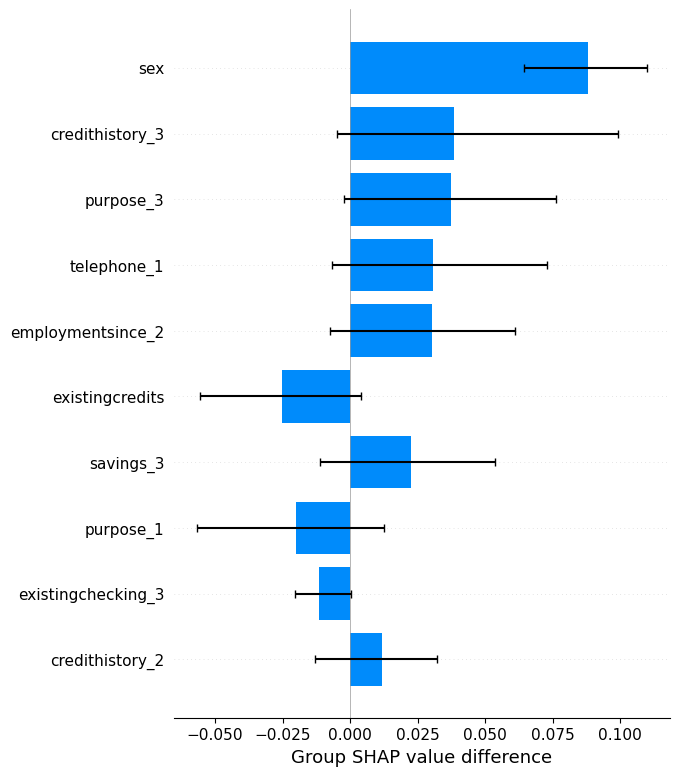 sex
credithistory_3
purpose_3
telephone_1
employmentsince_2
existingcredits
savings_3
purpose_1
existingchecking_3
credithistory_2
−0.050 −0.025 0.000 0.025 0.050 0.075 0.100
Group SHAP value difference